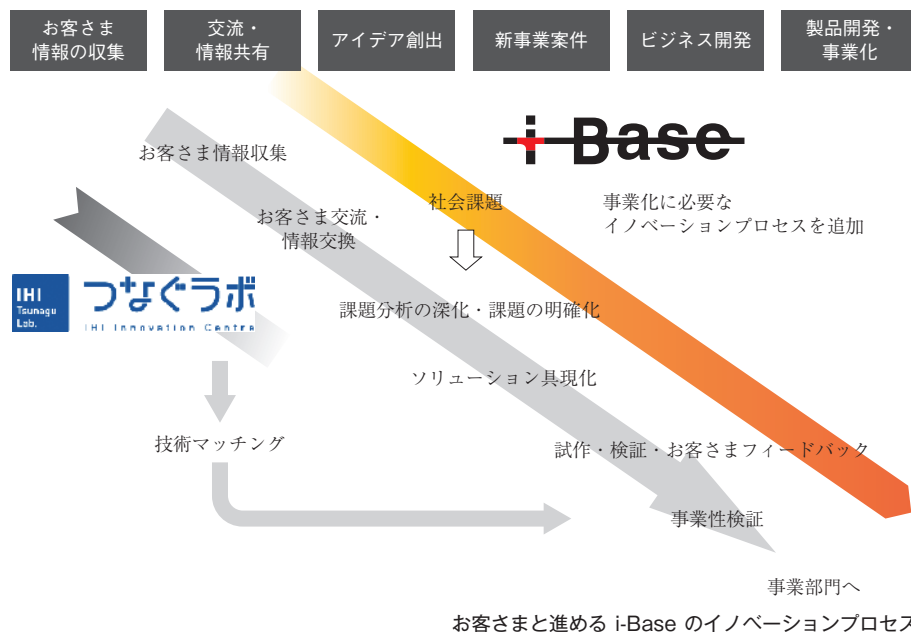 お客さま
情報の収集
交流・
情報共有
アイデア創出
新事業案件
ビジネス開発
製品開発・
事業化
i-Base
お客さま情報収集
社会課題
事業化に必要な
イノベーションプロセスを追加
お客さま交流・
情報交換
IHI
Tsunagu
Lab.
つなぐラボ
IHI Innovation Centre
課題分析の深化・課題の明確化
ソリューション具現化
技術マッチング
試作・検証・お客さまフィードバック
事業性検証
事業部門へ
お客さまと進める i-Base のイノベーションプロセス